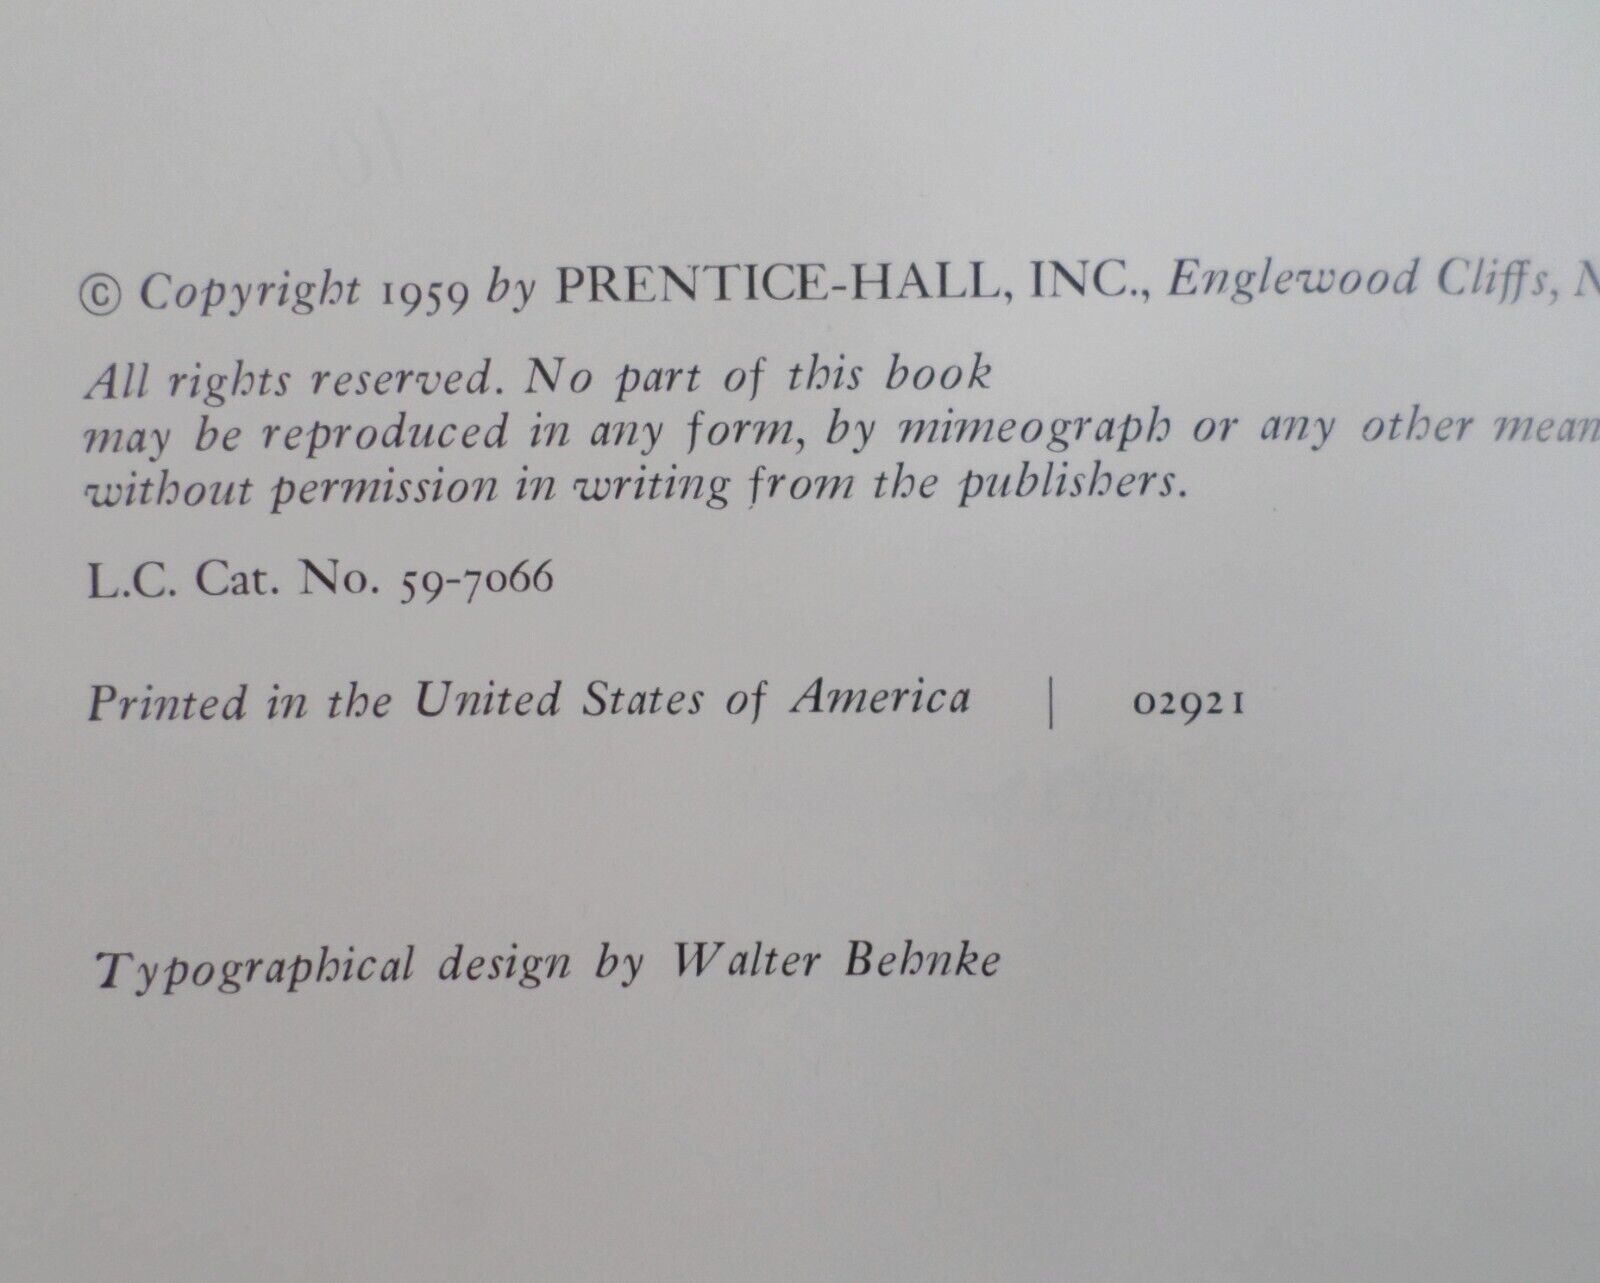 © Copyright 1959 by PRENTICE-HALL, INC., Englewood Cliffs, N
All rights reserved. No part of this book
may be reproduced in any form, by mimeograph or any other mean
without permission in writing from the publishers.
L.C. Cat. No. 59-7066
Printed in the United States of America | 02921
Typographical design by Walter Behnke